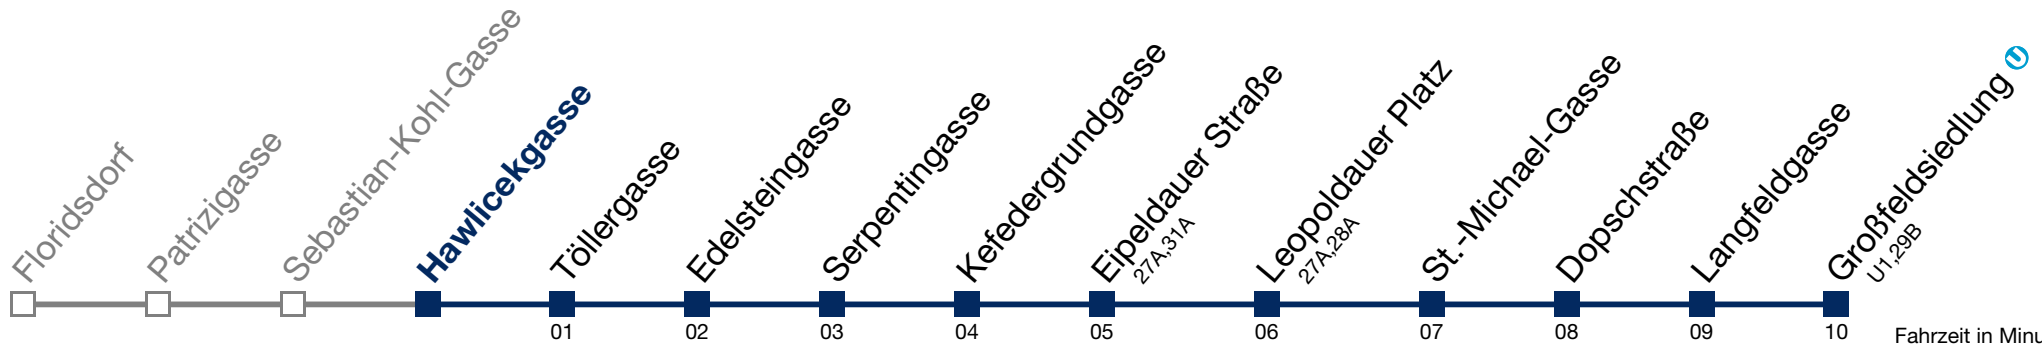 Floridsdorf
Patrizigasse
Sebastian-Kohl-Gasse
Hawlicekgasse
Töllergasse
Edelsteingasse
Serpentingasse
Kefedergrundgasse
Eipeldauer Straße
27A,31A
Leopoldauer Platz
27A,28A
St.-Michael-Gasse
Dopschstraße
Langfeldgasse
Großfeldsiedlung U
U1,29B
01 02 03 04 05 06 07 08 09 10
Fahrzeit in Minu